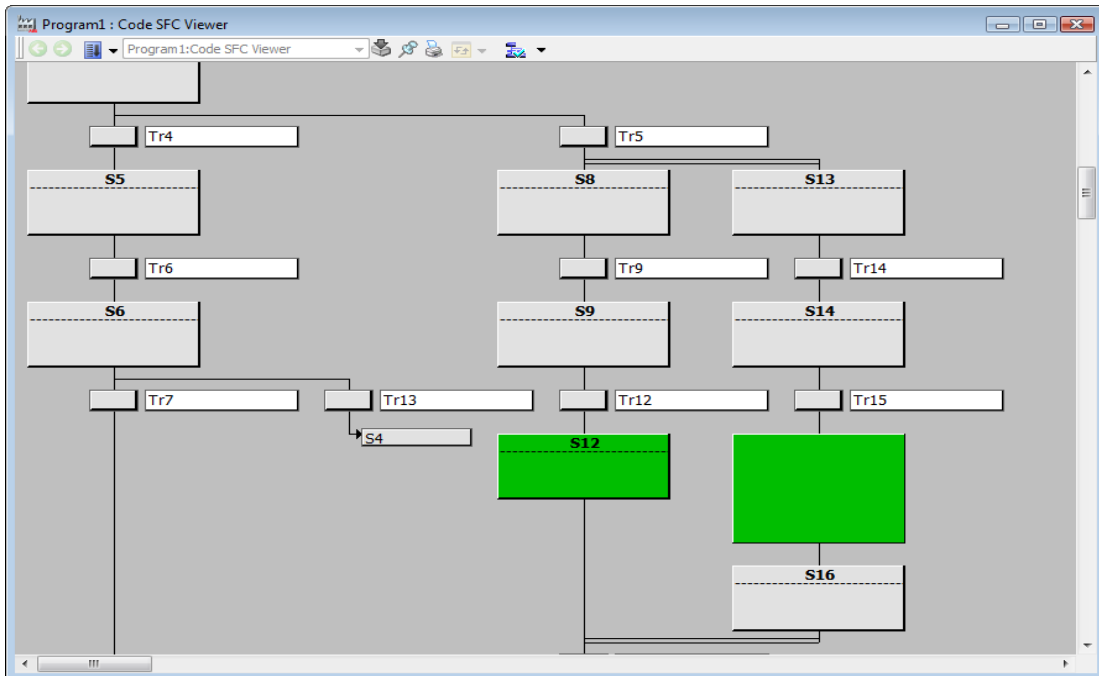 Program1 : Code SFC Viewer
Program1:Code SFC Viewer
Tr4
Tr5
S5
S8
S13
Tr6
Tr9
Tr14
S6
S9
S14
Tr7
Tr13
Tr12
Tr15
S4
S12
S16